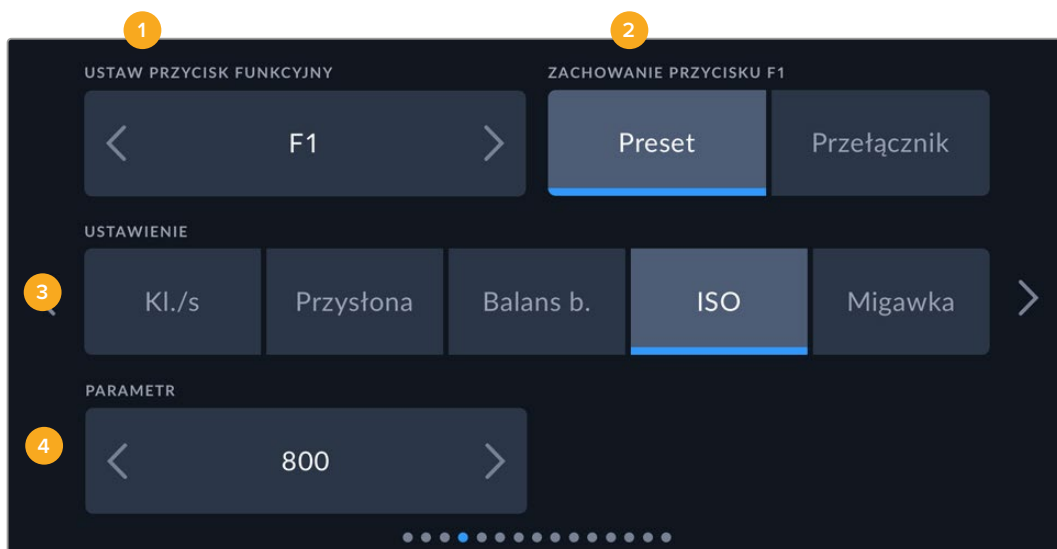 1
2
USTAW PRZYCISK FUNKCYJNY
ZACHOWANIE PRZYCISKU F1
F1
Preset
Przełącznik
USTAWIENIE
3
Kl./s
Przysłona
Balans b.
ISO
Migawka
PARAMETR
4
800